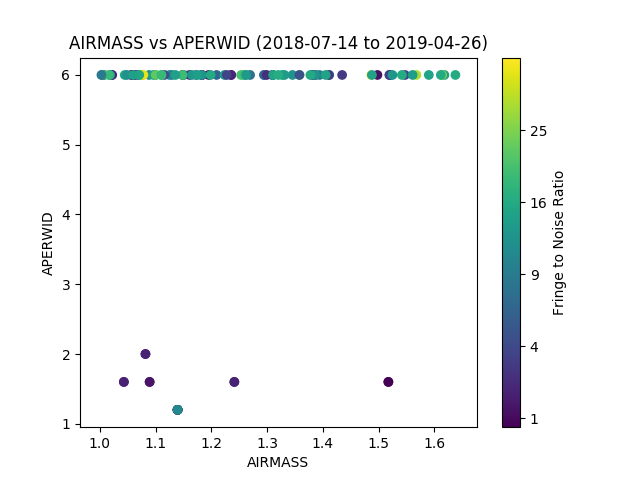 AIRMASS vs APERWID (2018-07-14 to 2019-04-26)
6
5
4
3
2
1
APERWID
1.0 1.1 1.2 1.3 1.4 1.5 1.6
AIRMASS
25
16
9
4
1
Fringe to Noise Ratio